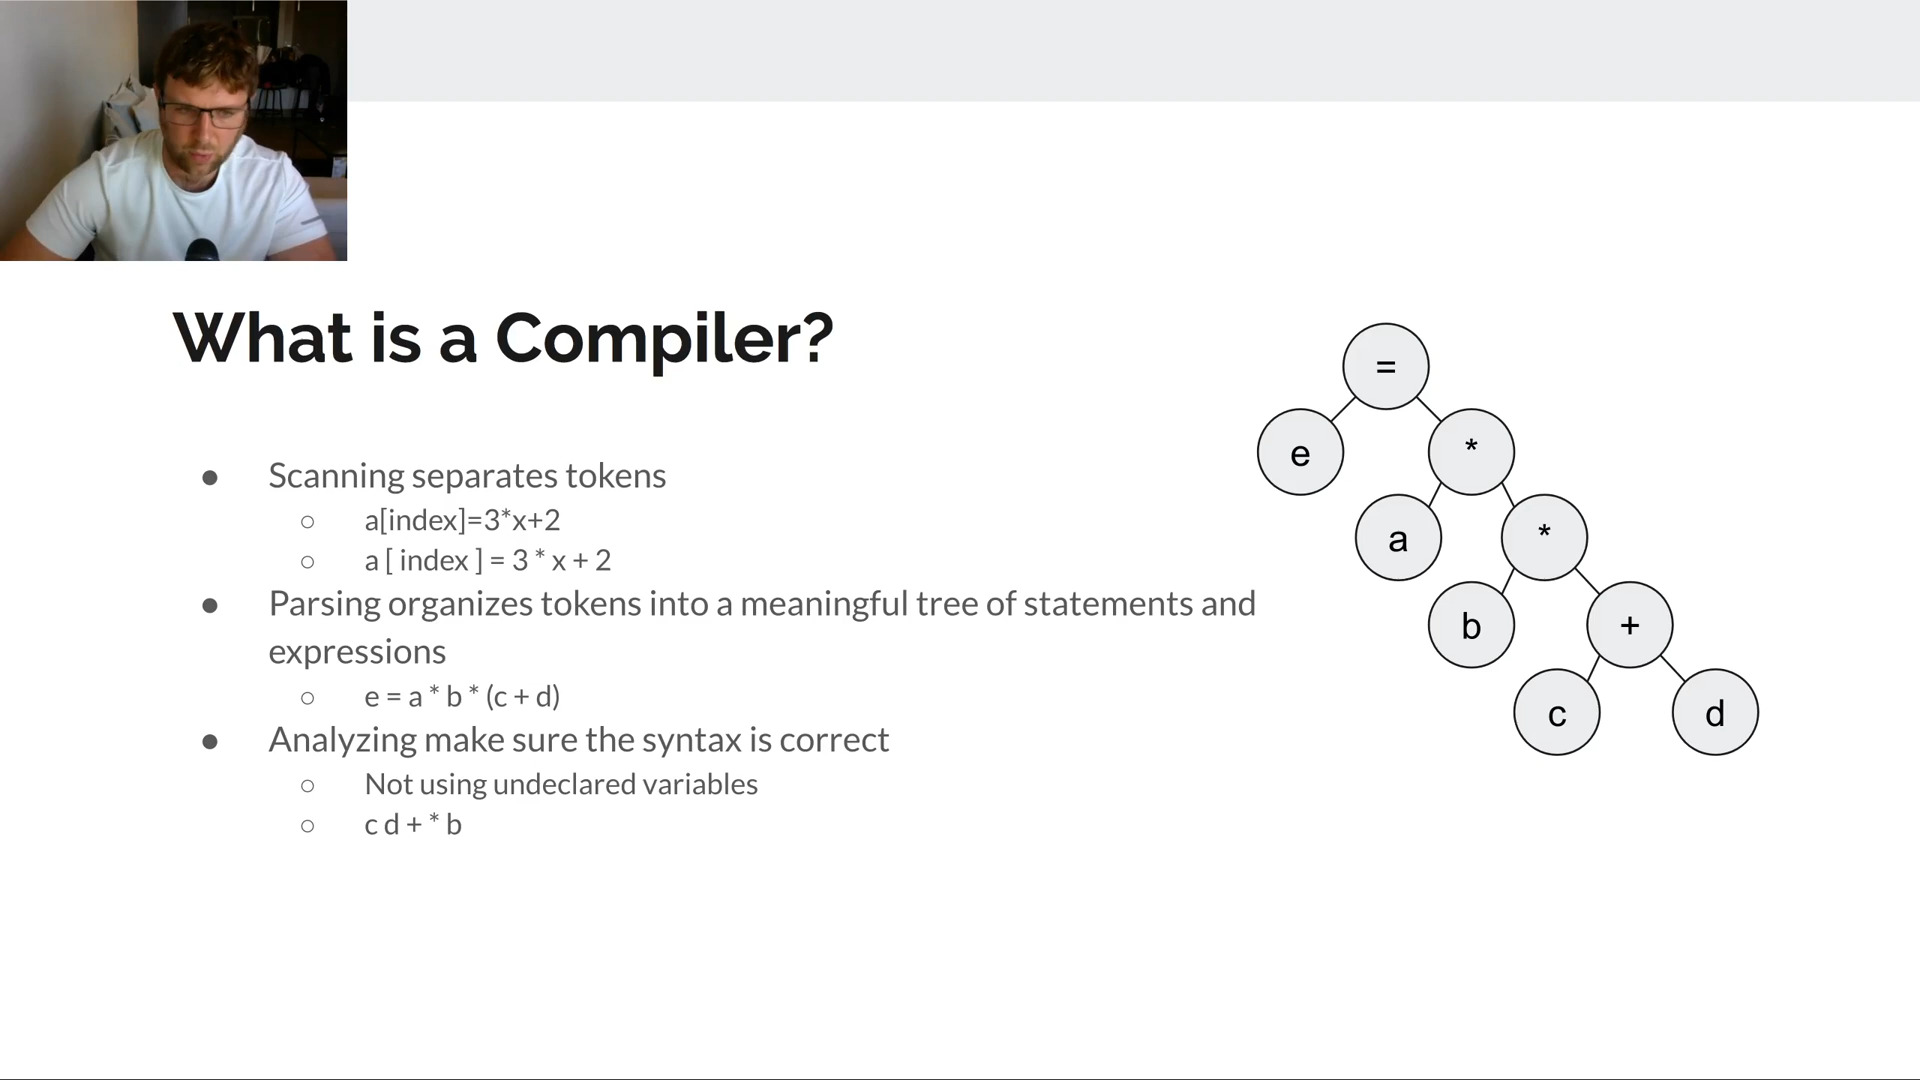 What is a Compiler?
● Scanning separates tokens
○ a[index]=3*x+2
○ a [ index ] = 3 * x + 2
● Parsing organizes tokens into a meaningful tree of statements and
expressions
○ e = a * b * (c + d)
● Analyzing make sure the syntax is correct
○ Not using undeclared variables
○ c d + * b
=
e
*
a
*
b
+
c
d